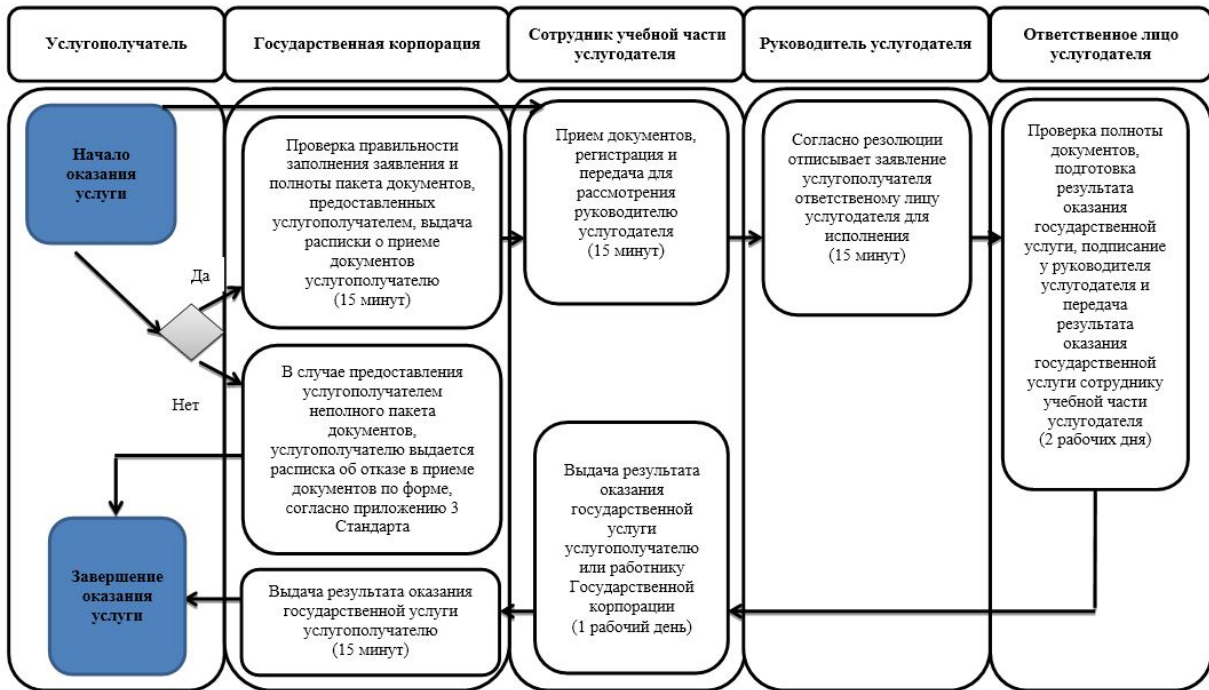 Услугополучатель
Государственная корпорация
Сотрудник учебной части
услугодателя
Руководитель услугодателя
Ответственное лицо
услугодателя
Начало
оказания
услуги
Да
Нет
Завершение
оказания
услуги
Проверка правильности
заполнения заявления и
полноты пакета документов,
предоставленных
услугополучателем, выдача
расписки о приеме
документов
услугополучателю
(15 минут)
В случае предоставления
услугополучателем
неполного пакета
документов,
услугополучателю выдается
расписка об отказе в приеме
документов по форме,
согласно приложению 3
Стандарта
Выдача результата оказания
государственной услуги
услугополучателю
(15 минут)
Прием документов,
регистрация и
передача для
рассмотрения
руководителю
услугодателя
(15 минут)
Выдача результата
оказания
государственной
услуги
услугополучателю
или работнику
Государственной
корпорации
(1 рабочий день)
Согласно резолюции
отписывает заявление
услугополучателя
ответственому лицу
услугодателя для
исполнения
(15 минут)
Проверка полноты
документов,
подготовка
результата
оказания
государственной
услуги, подписание
у руководителя
услугодателя и
передача
результата
оказания
государственной
услуги сотруднику
учебной части
услугодателя
(2 рабочих дня)